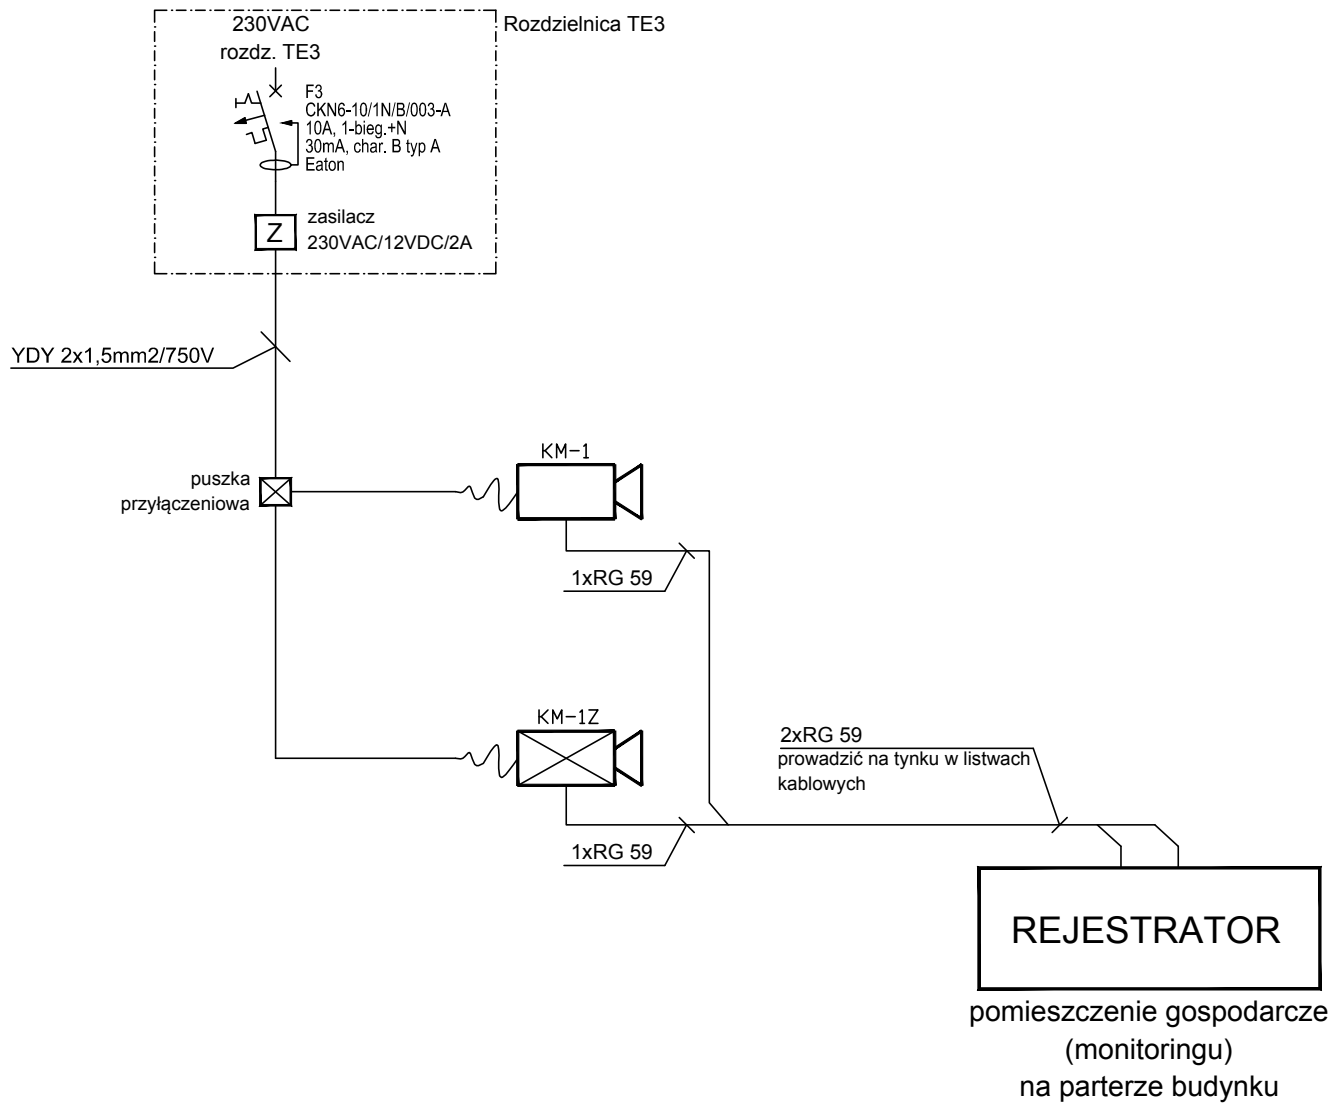 230VAC
rozdz. TE3
Rozdzielnica TE3
F3
CKN6-10/1N/B/003-A
10A, 1-bieg.+N
30mA, char. B typ A
Eaton
Z
zasilacz
230VAC/12VDC/2A
YDY 2x1,5mm2/750V
puszka
przyłączeniowa
KM-1
1xRG 59
KM-1Z
1xRG 59
2xRG 59
prowadzić na tynku w listwach
kablowych
REJESTRATOR
pomieszczenie gospodarcze
(monitoringu)
na parterze budynku